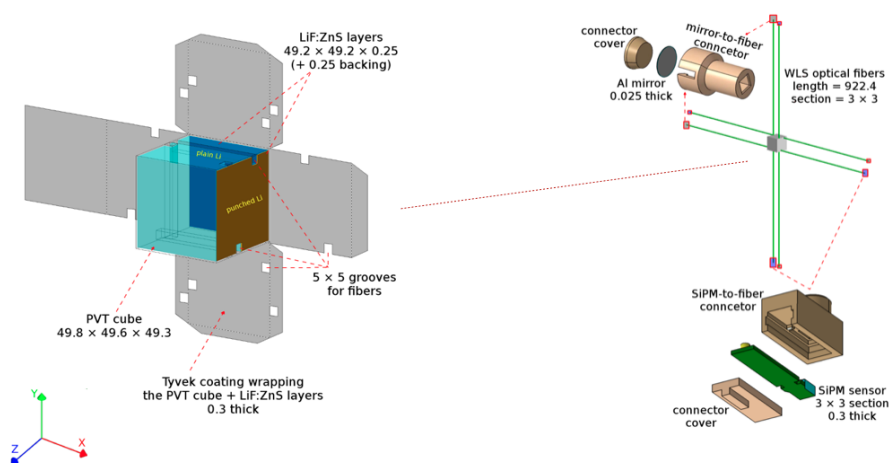 LiF:ZnS layers
49.2 × 49.2 × 0.25
(+ 0.25 backing)
plain Li
punched Li
5 × 5 grooves
for fibers
PVT cube
49.8 × 49.6 × 49.3
Tyvek coating wrapping
the PVT cube + LiF:ZnS layers
0.3 thick
Y
Z
X
connector
cover
mirror-to-fiber
conncetor
Al mirror
0.025 thick
WLS optical fibers
length = 922.4
section = 3 × 3
SiPM-to-fiber
conncetor
connector
cover
SiPM sensor
3 × 3 section
0.3 thick